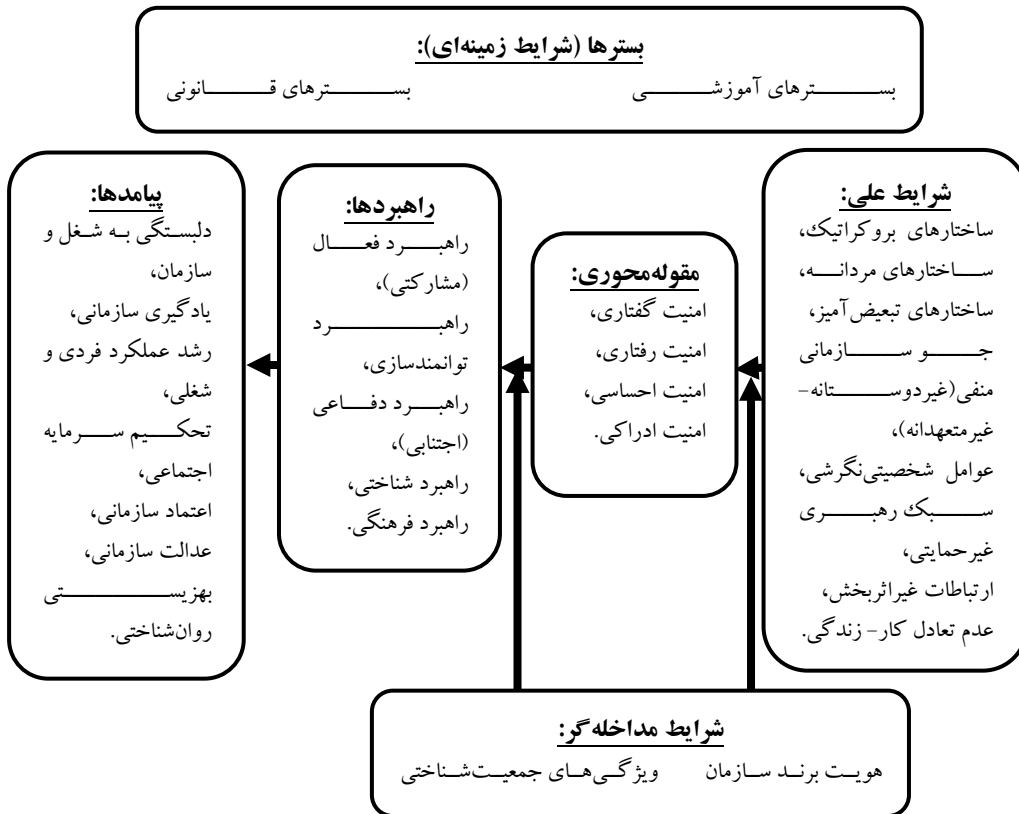 بسترها (شرایط زمینه‌ای):
بسترهای آموزشی بسترهای قانونی
شرایط علی:
ساختارهای بروکراتیک،
ساختارهای مردانه،
ساختارهای تبعیض‌آمیز،
جو سازمانی
منفی(غیردوستانه-
غیرمتعهدانه)،
عوامل شخصیتی‌نگرشی،
سبک رهبری
غیرحمایتی،
ارتباطات غیراثربخش،
عدم تعادل کار- زندگی.
مقوله‌محوری:
امنیت گفتاری،
امنیت رفتاری،
امنیت احساسی،
امنیت ادراکی.
راهبردها:
راهبرد فعال
(مشارکتی)،
راهبرد
توانمندسازی،
راهبرد دفاعی
(اجتنابی)،
راهبرد شناختی،
راهبرد فرهنگی.
پیامدها:
دلبستگی به شغل و
سازمان،
یادگیری سازمانی،
رشد عملکرد فردی و
شغلی،
تحکیم سرمایه
اجتماعی،
اعتماد سازمانی،
عدالت سازمانی،
بهزیستی
روان‌شناختی.
شرایط مداخله‌گر:
هویت برند سازمان ویژگی‌های جمعیت‌شناختی